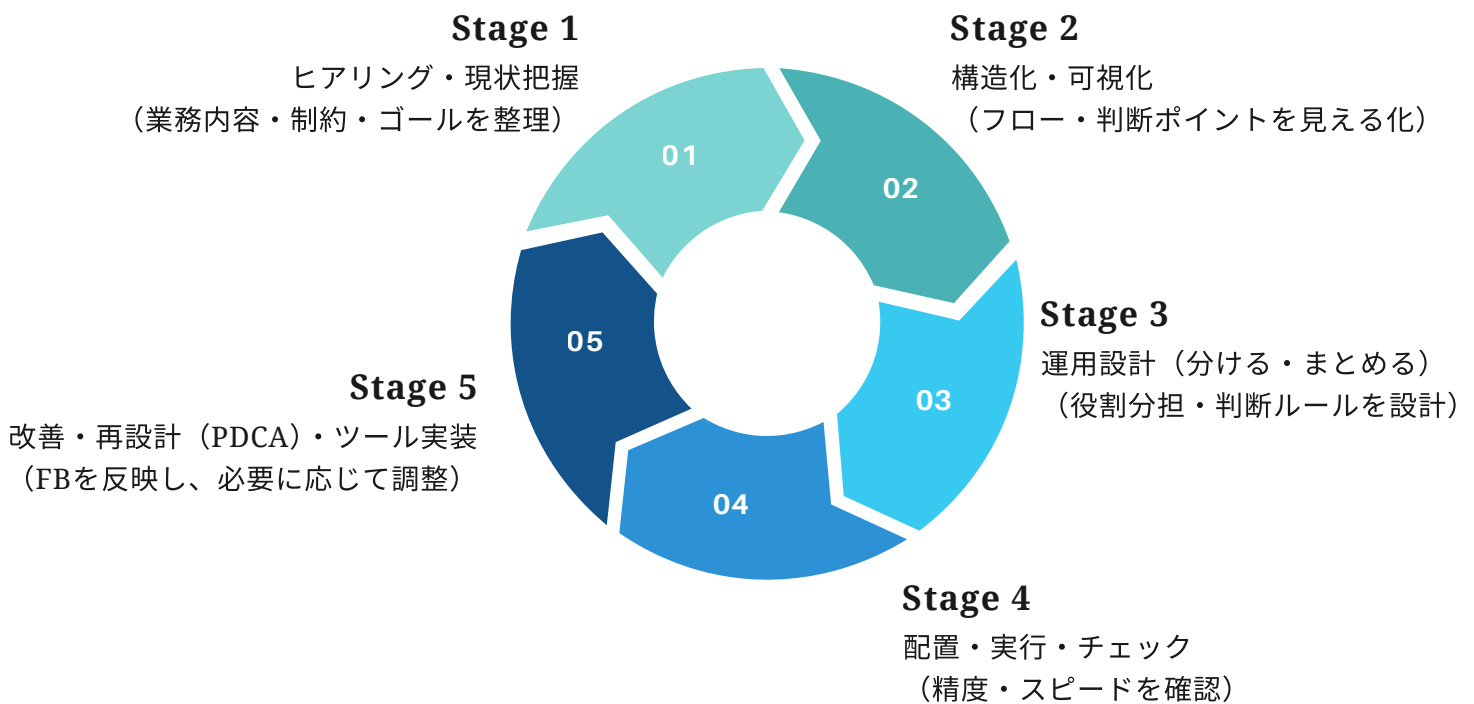 Stage 1
ヒアリング・現状把握
（業務内容・制約・ゴールを整理）
01
Stage 2
構造化・可視化
（フロー・判断ポイントを見える化）
02
Stage 3
運用設計（分ける・まとめる）
（役割分担・判断ルールを設計）
03
Stage 4
配置・実行・チェック
（精度・スピードを確認）
04
Stage 5
改善・再設計（PDCA）・ツール実装
（FBを反映し、必要に応じて調整）
05